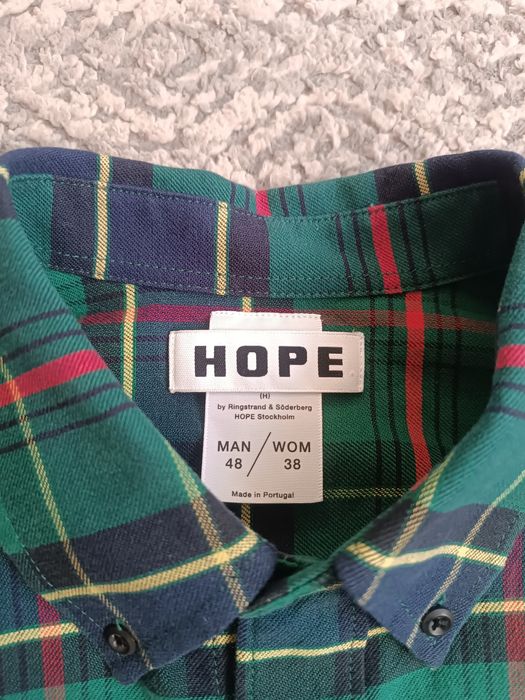 HOPE
(H)
by Ringstrand & Söderberg
HOPE Stockholm
MAN / WOM
48 38
Made in Portugal